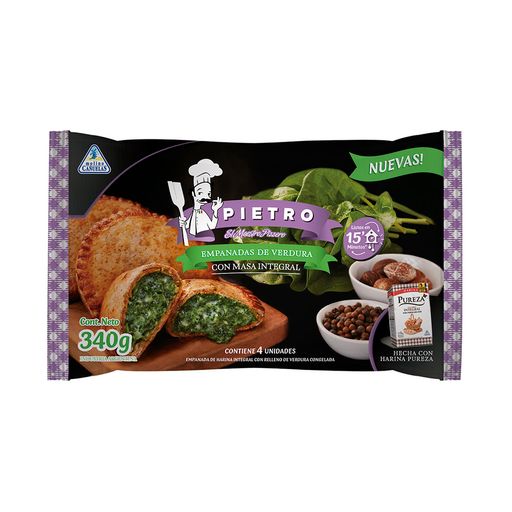 molino
CAÑUELAS
NUEVAS!
PIETRO
El Maestro Pizzero
EMPANADAS DE VERDURA
CON MASA INTEGRAL
Listas en
15'
Minutos
PUREZA
INTEGRAL
Cont. Neto
340g
INDUSTRIA ARGENTINA
CONTIENE 4 UNIDADES
EMPANADA DE HARINA INTEGRAL CON RELLENO DE VERDURA CONGELADA
HECHA CON
HARINA PUREZA